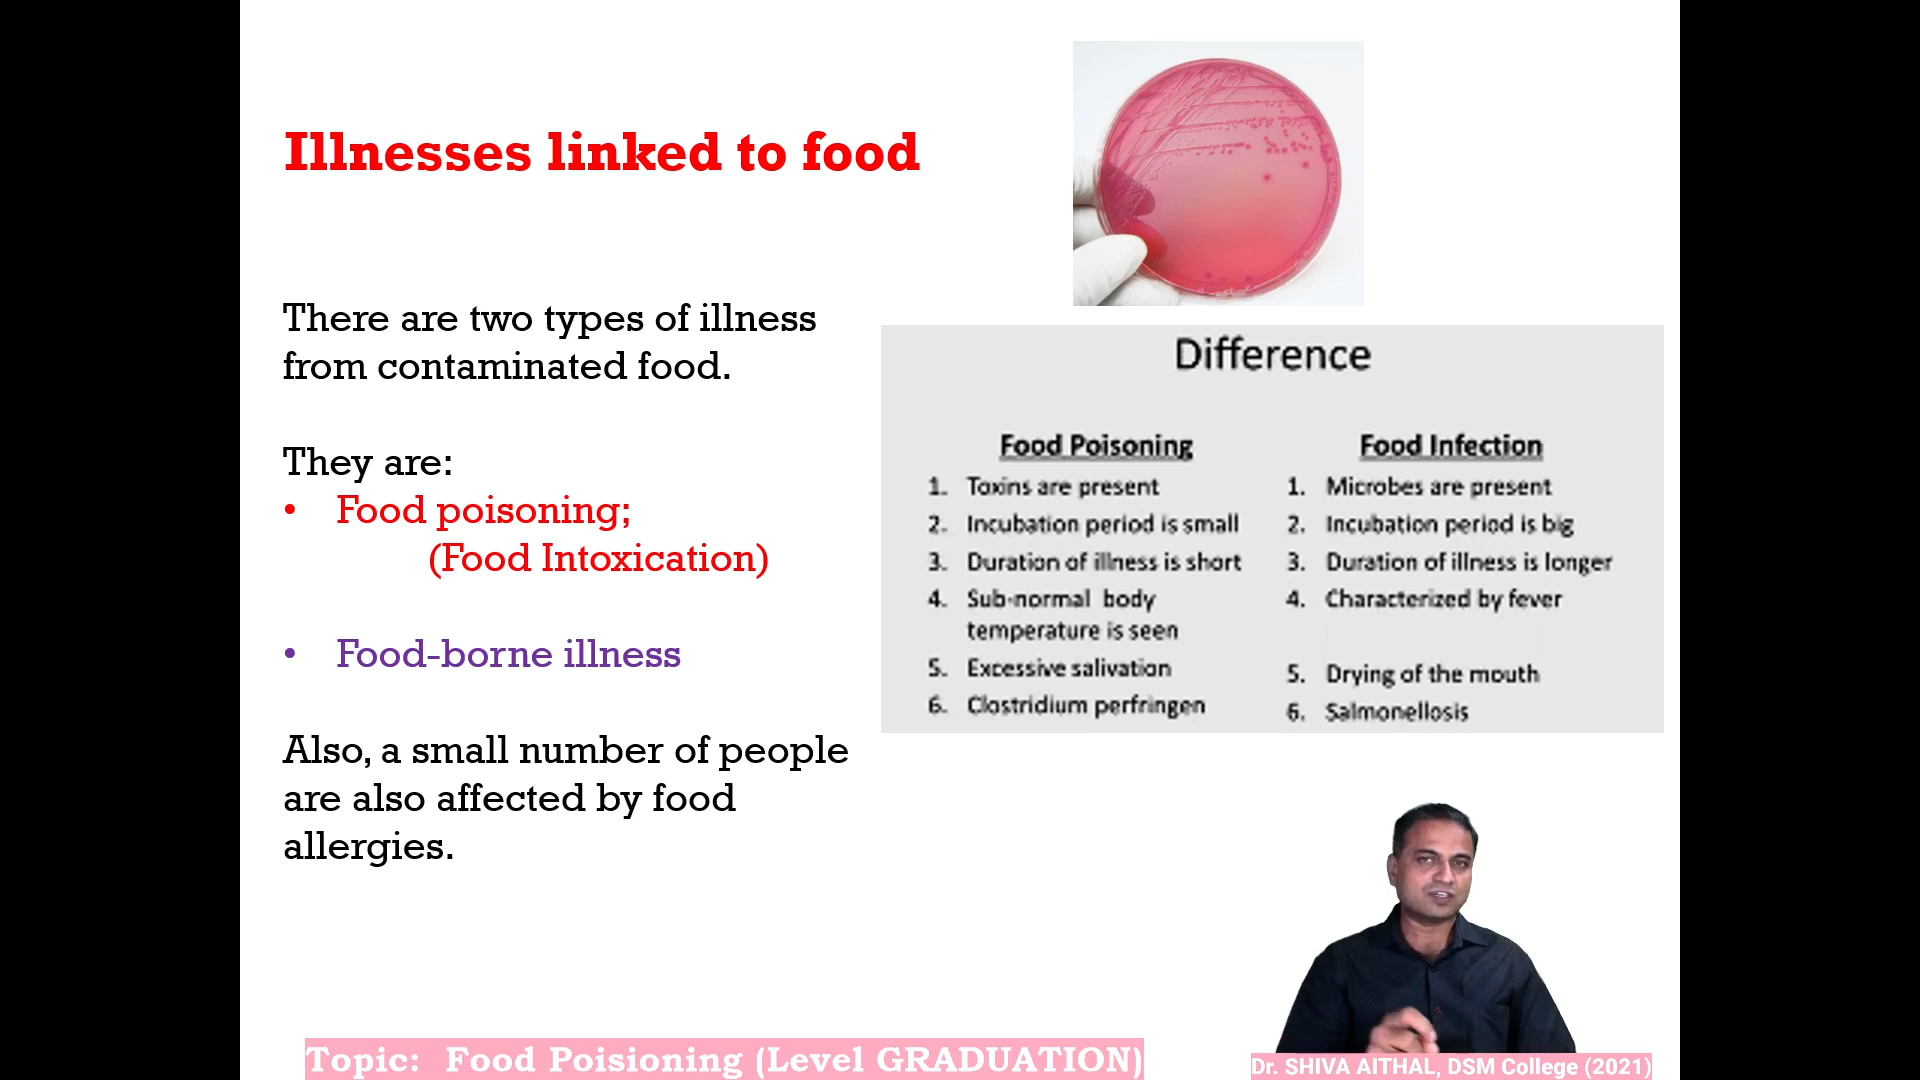 Illnesses linked to food
There are two types of illness
from contaminated food.
They are:
• Food poisoning;
(Food Intoxication)
• Food-borne illness
Also, a small number of people
are also affected by food
allergies.
Difference
Food Poisoning
1. Toxins are present
2. Incubation period is small
3. Duration of illness is short
4. Sub-normal body
temperature is seen
5. Excessive salivation
6. Clostridium perfringen
Food Infection
1. Microbes are present
2. Incubation period is big
3. Duration of illness is longer
4. Characterized by fever
5. Drying of the mouth
6. Salmonellosis
Topic: Food Poisioning (Level GRADUATION)
Dr. SHIVA AITHAL, DSM College (2021)